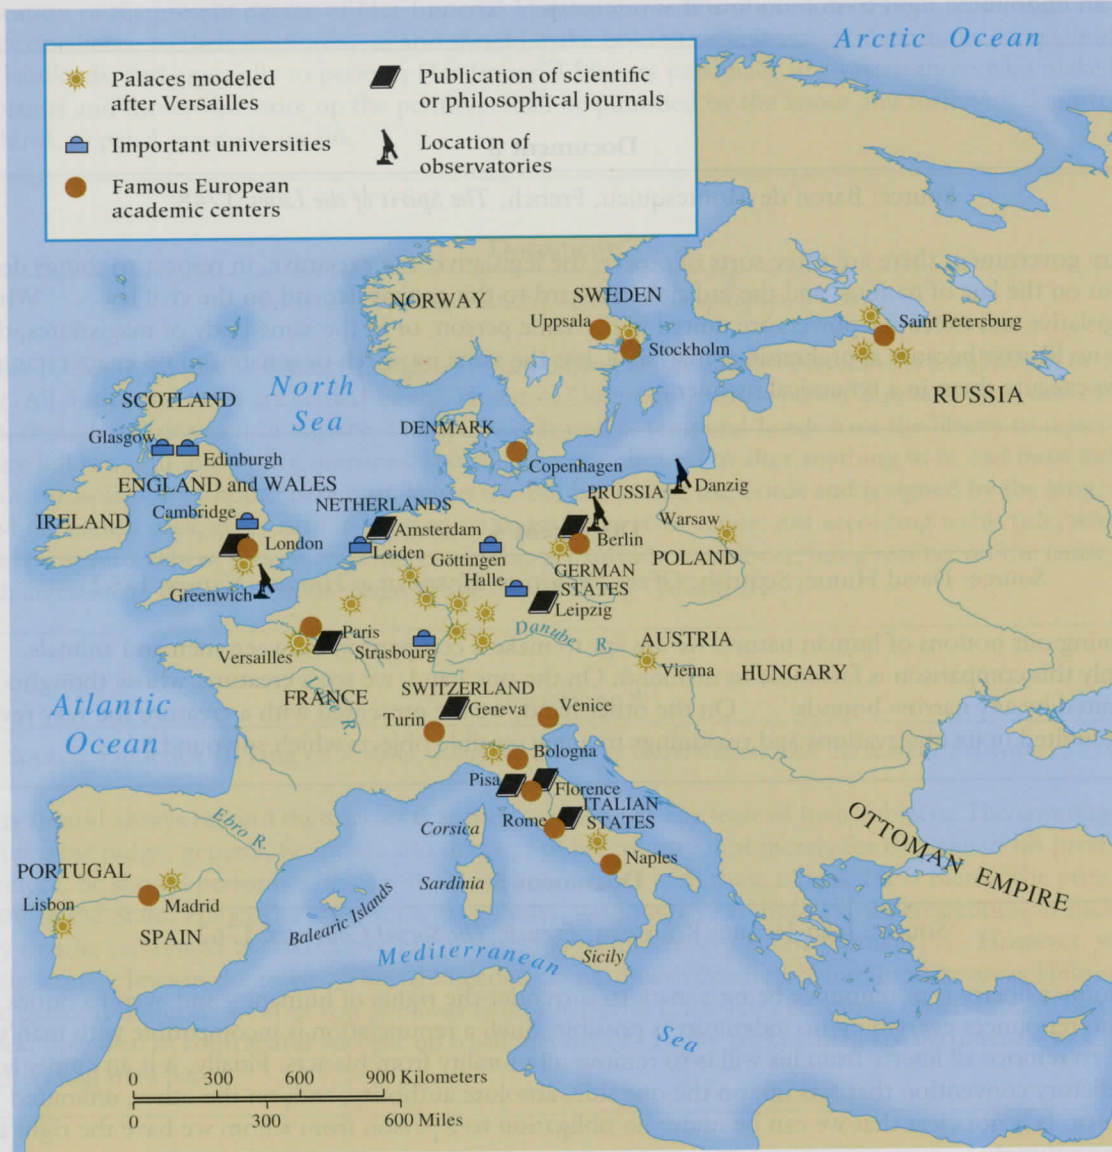 Arctic Ocean
Palaces modeled
after Versailles
Important universities
Famous European
academic centers
Publication of scientific
or philosophical journals
Location of
observatories
NORWAY
SWEDEN
Uppsala
Stockholm
Saint Petersburg
RUSSIA
North
Sea
SCOTLAND
Glasgow
Edinburgh
DENMARK
Copenhagen
ENGLAND and WALES
IRELAND
Cambridge
London
Greenwich
NETHERLANDS
Amsterdam
Leiden
Göttingen
Halle
PRUSSIA
Danzig
Berlin
Warsaw
POLAND
GERMAN
STATES
Leipzig
Paris
Versailles
Strasbourg
Danube R.
AUSTRIA
Vienna
HUNGARY
FRANCE
R.
SWITZERLAND
Geneva
Turin
Venice
Atlantic
Ocean
Bologna
Pisa
Florence
ITALIAN
STATES
Rome
Naples
Corsica
Sardinia
Ebro R.
PORTUGAL
Lisbon
Madrid
SPAIN
Balearic Islands
Mediterranean
Sea
Sicily
OTTOMAN EMPIRE
0 300 600 900 Kilometers
0 300 600 Miles